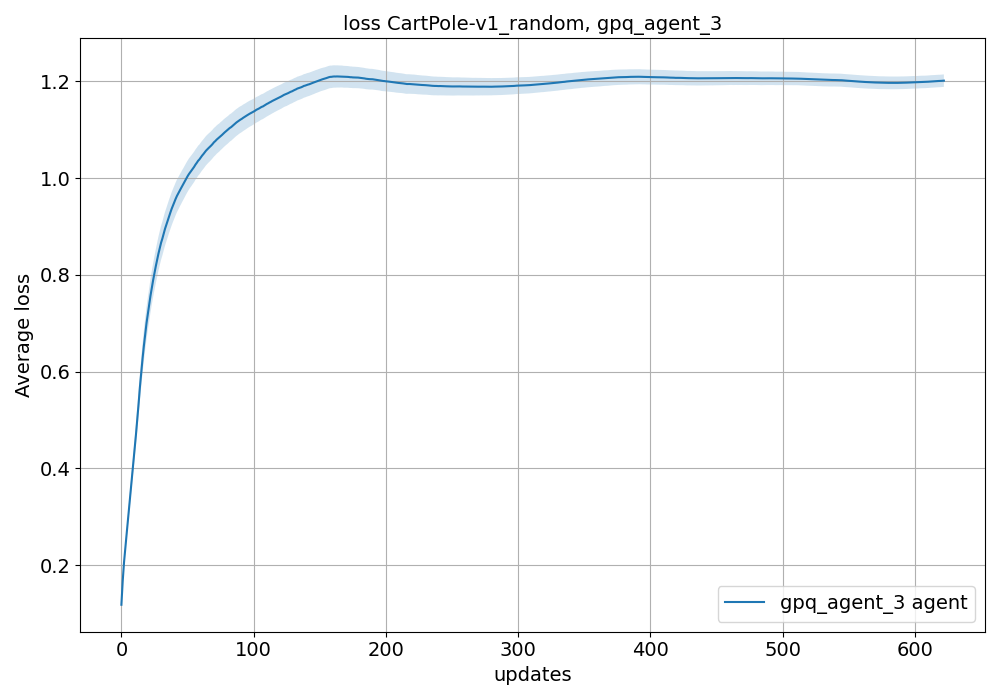 loss CartPole-v1_random, gpq_agent_3
Average loss
1.2
1.0
0.8
0.6
0.4
0.2
gpq_agent_3 agent
0 100 200 300 400 500 600
updates